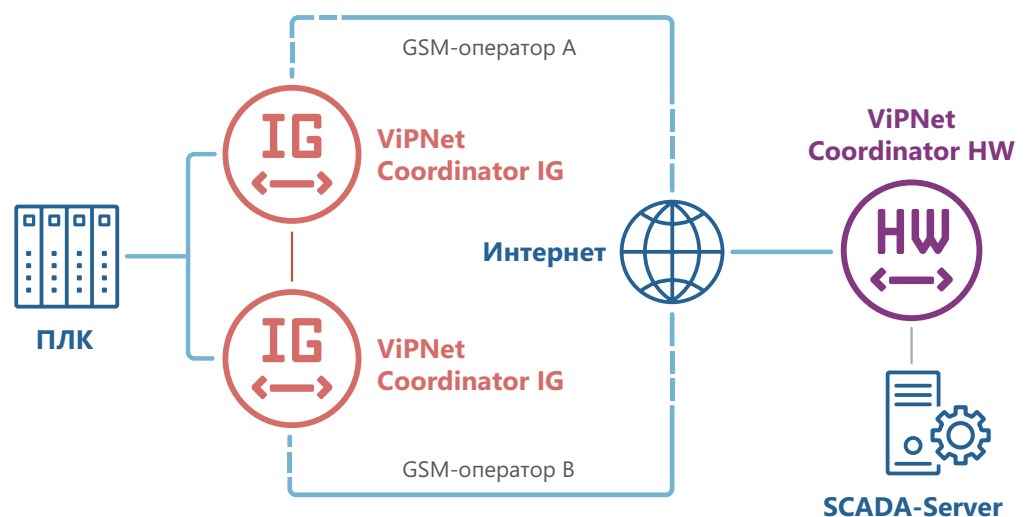 GSM-оператор A
IG
ViPNet
Coordinator IG
ViPNet
Coordinator HW
HW
Интернет
ПЛК
IG
ViPNet
Coordinator IG
GSM-оператор B
SCADA-Server